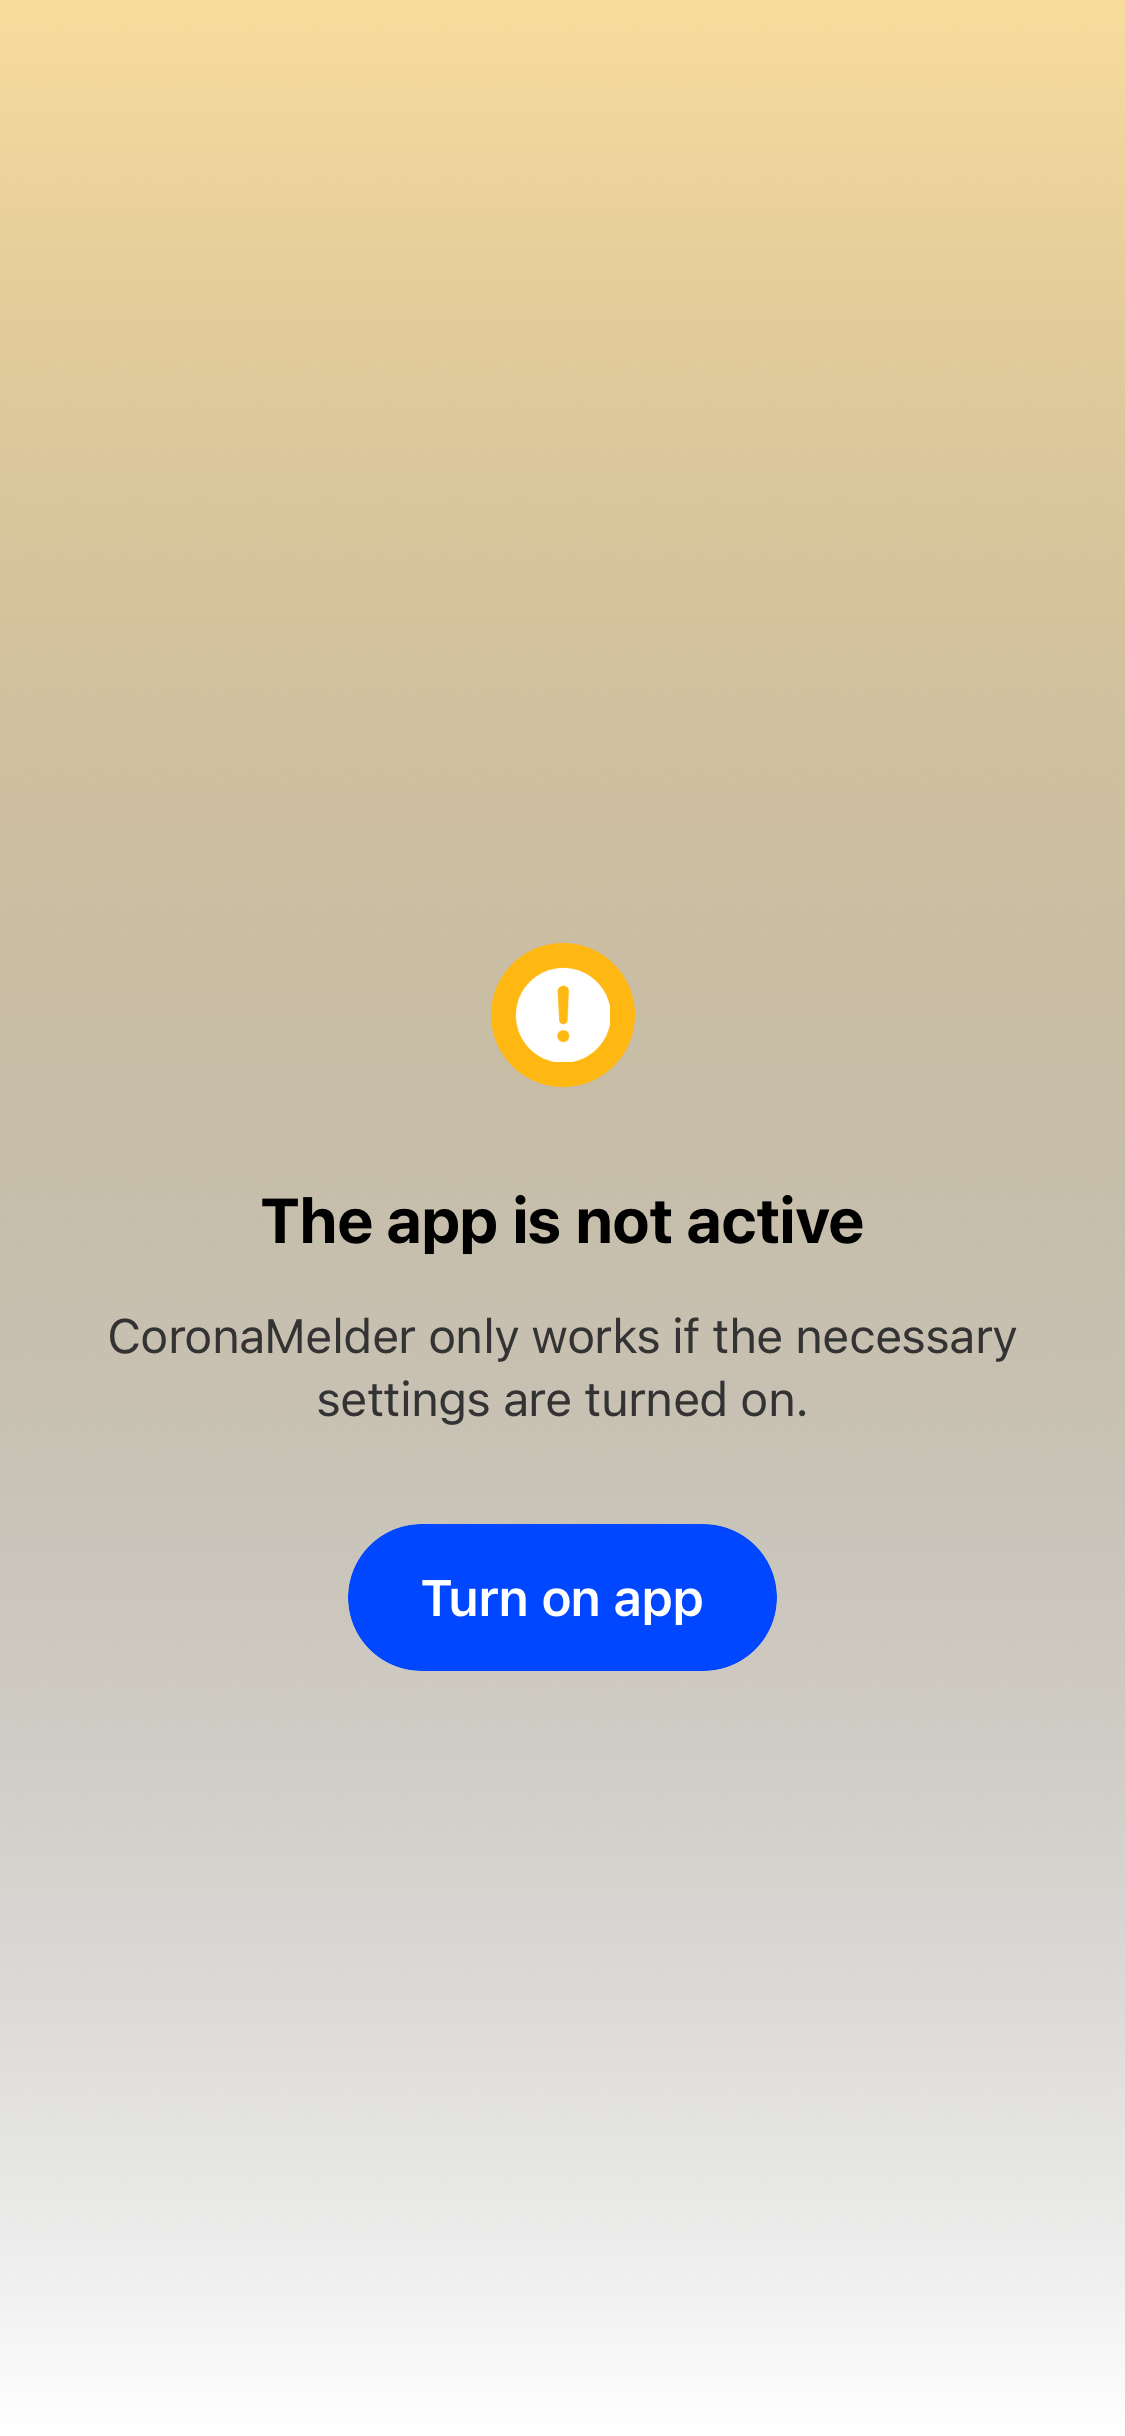 The app is not active
CoronaMelder only works if the necessary
settings are turned on.
Turn on app